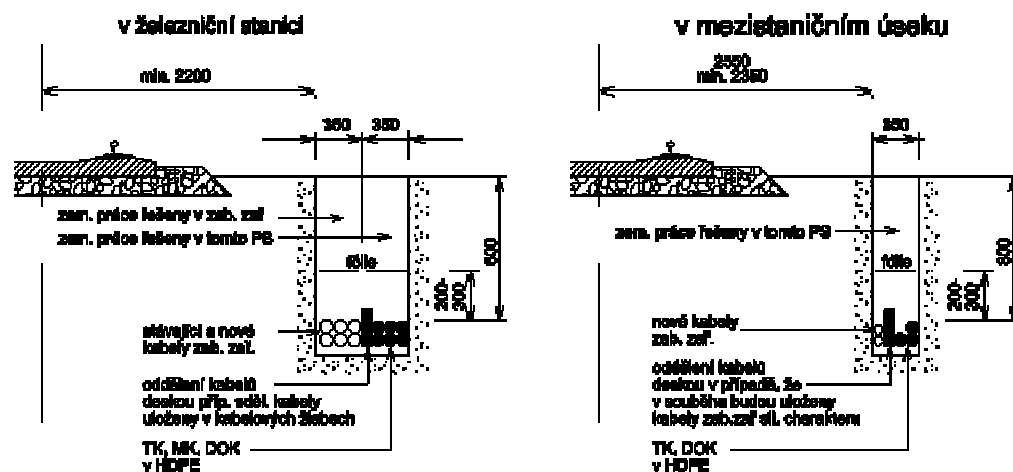 v železniční stanici
min. 2200
350 350
zem. práce řešeny v zab. zař
zem. práce řešeny v tomto PS
fólie
200-
300
stávající a nové
kabely zab. zař.
oddělení kabelů
deskou příp. sděl. kabely
uloženy v kabelových žlabech
TK, MK, DOK
v HDPE
v mezistaničním úseku
2550
min. 2350
350
zem. práce řešeny v tomto PS
fólie
200-
300
800
nové kabely
zab. zař.
oddělení kabelů
deskou v případě, že
v souběhu budou uloženy
kabely zab.zař sil. charakteru
TK, DOK
v HDPE